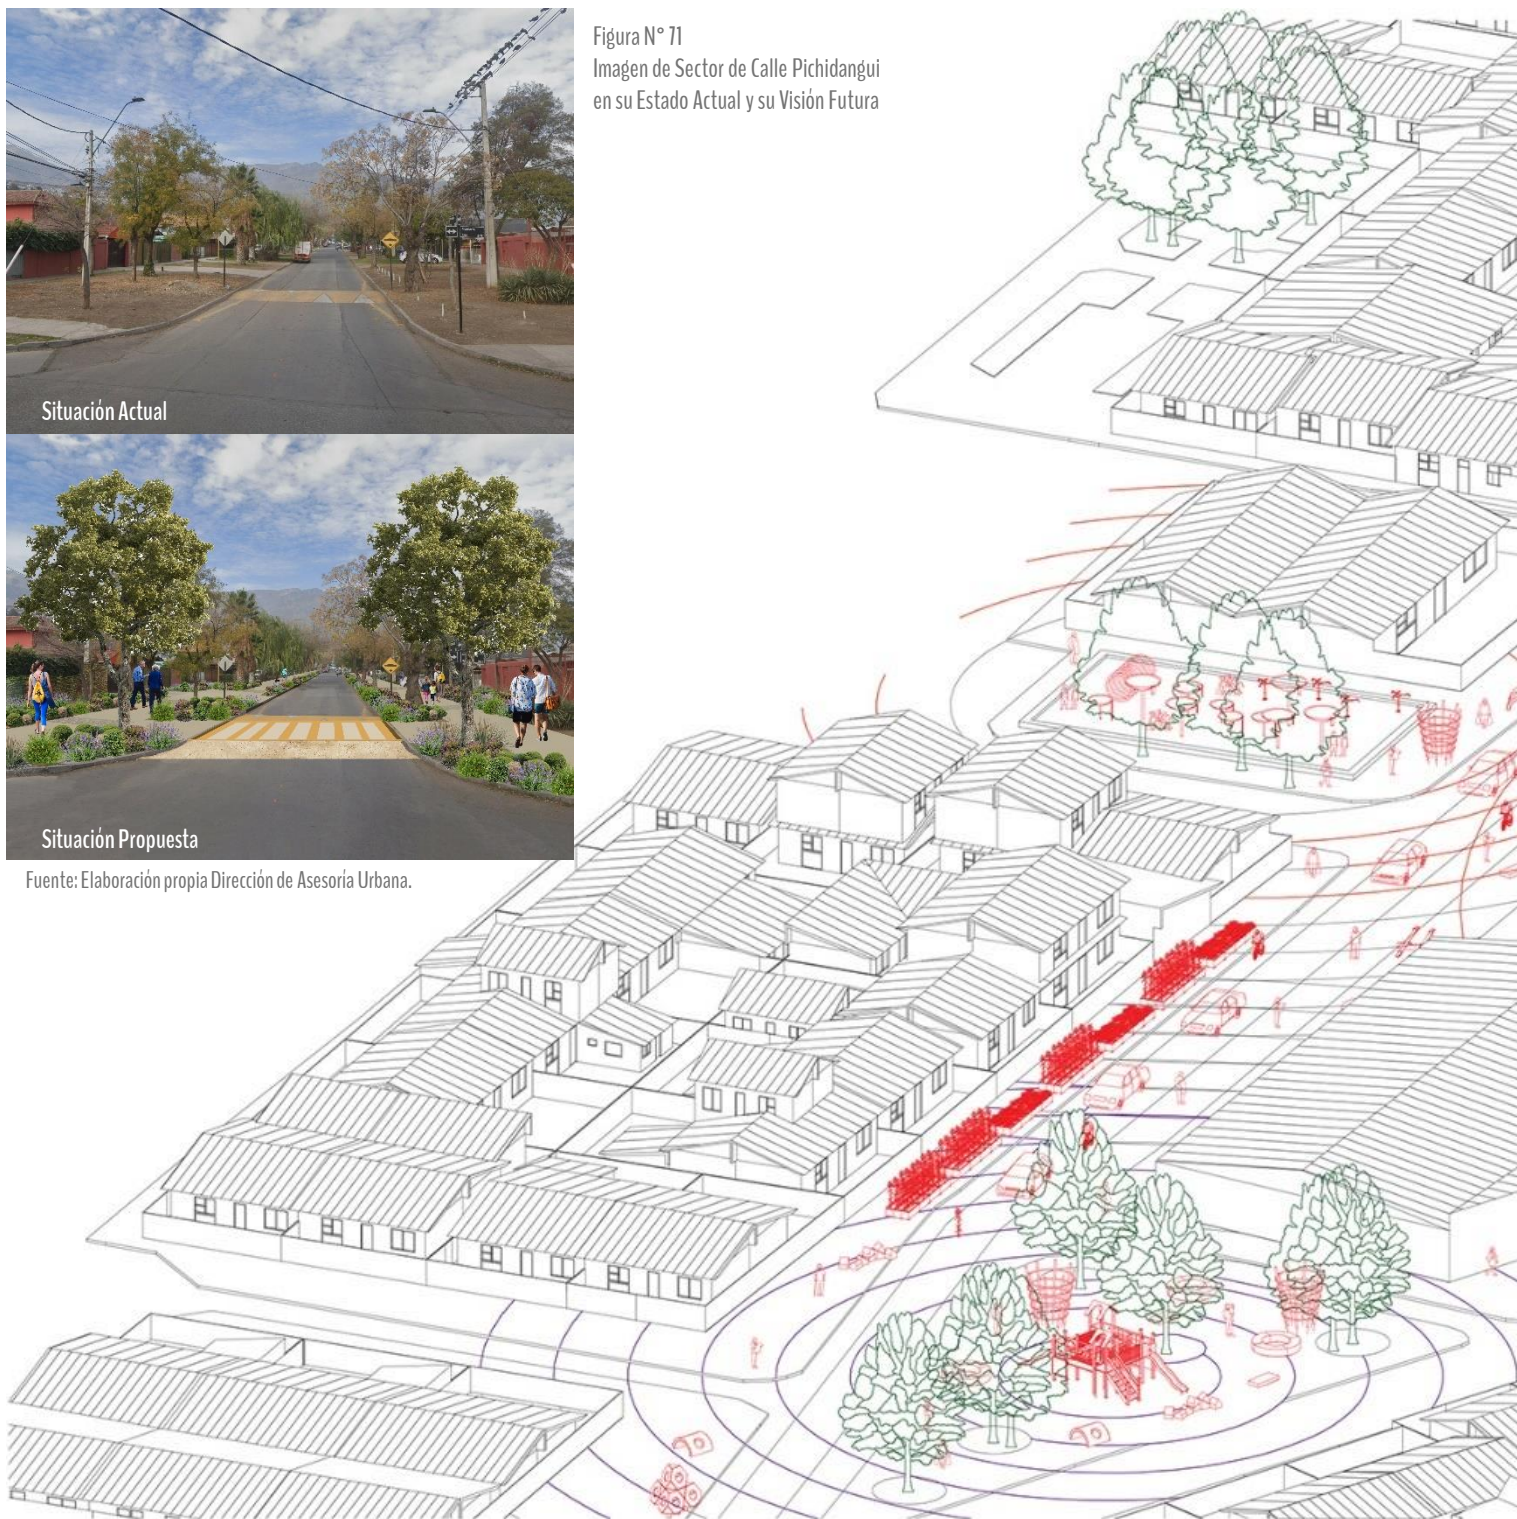 Figura N° 71
Imagen de Sector de Calle Pichidangui
en su Estado Actual y su Visión Futura
Situación Actual
Situación Propuesta
Fuente: Elaboración propia Dirección de Asesoría Urbana.